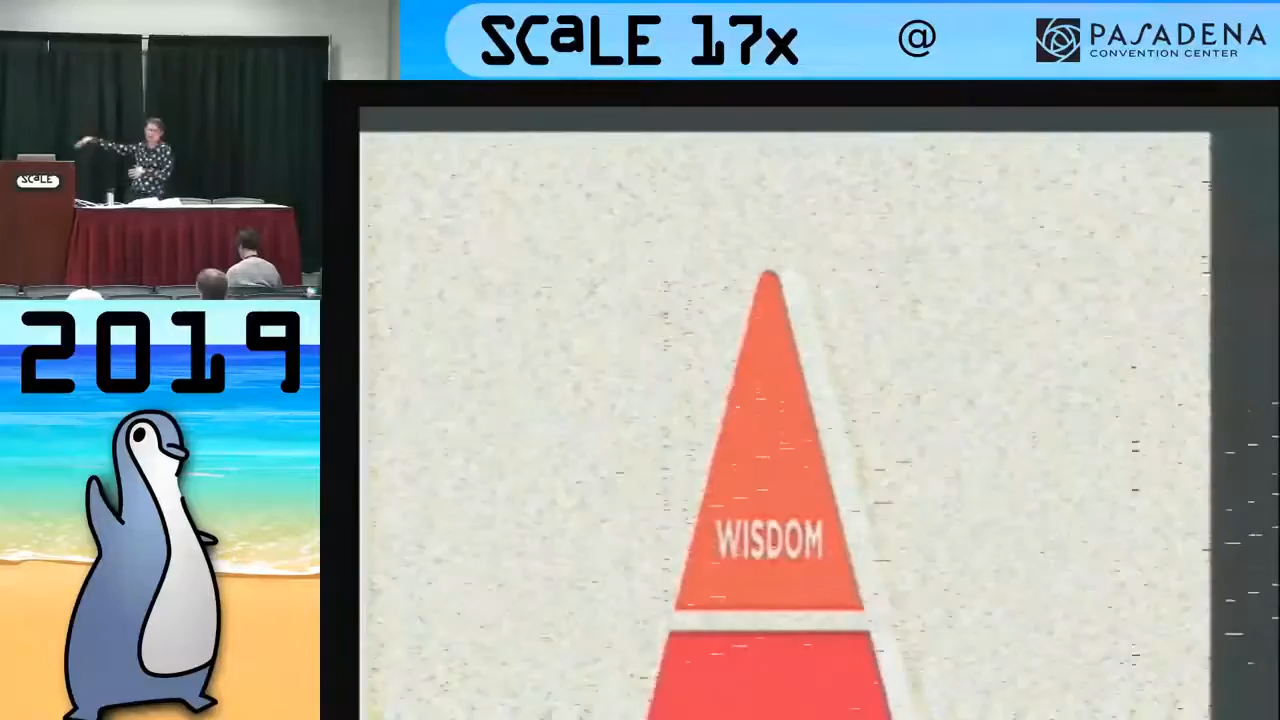 SCaLE 17x
@
PASADENA
CONVENTION CENTER
SCaLE
2019
WISDOM